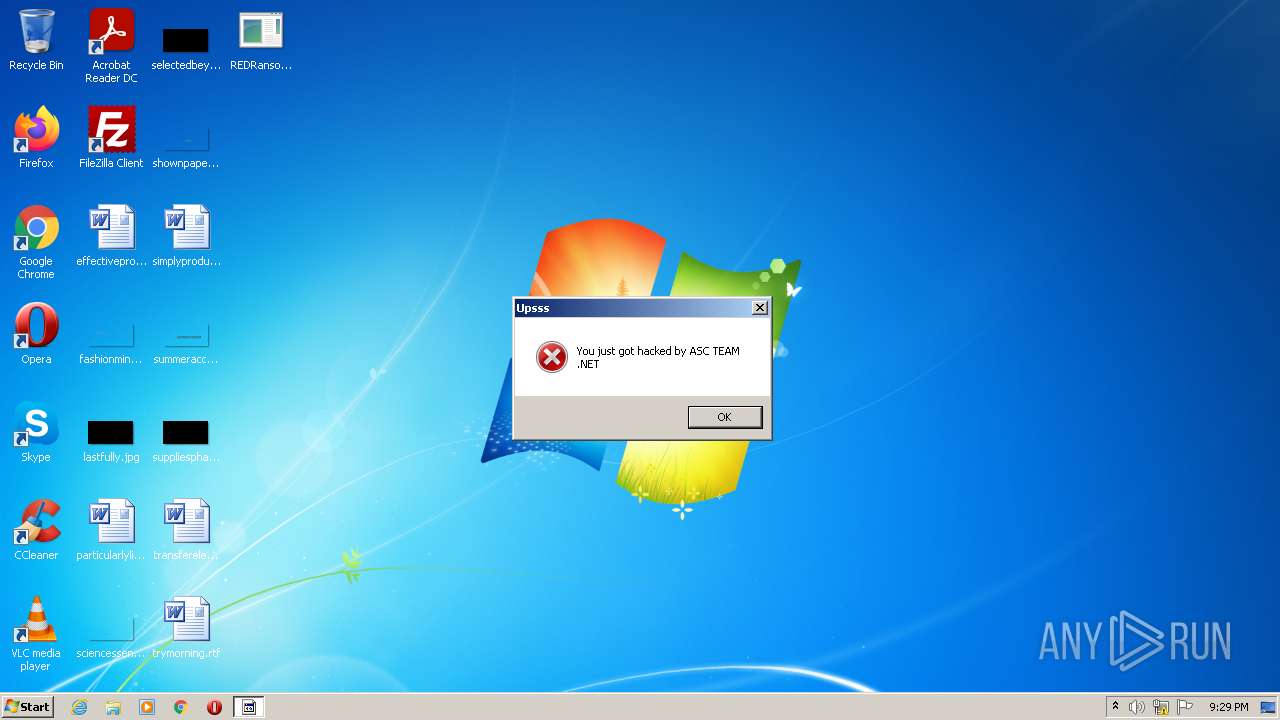 Recycle Bin
Acrobat
Reader DC
selectedbey...
REDRanso...
Firefox
FileZilla Client
shownpape...
Google
Chrome
effectivepro...
simplyprodu...
Opera
fashionmin...
summeracc...
Skype
lastfully.jpg
suppliespha...
CCleaner
particularlyli...
transferele...
VLC media
player
sciencessen...
trymorning.rtf
Upsss
You just got hacked by ASC TEAM
.NET
OK
ANY RUN
Start
9:29 PM